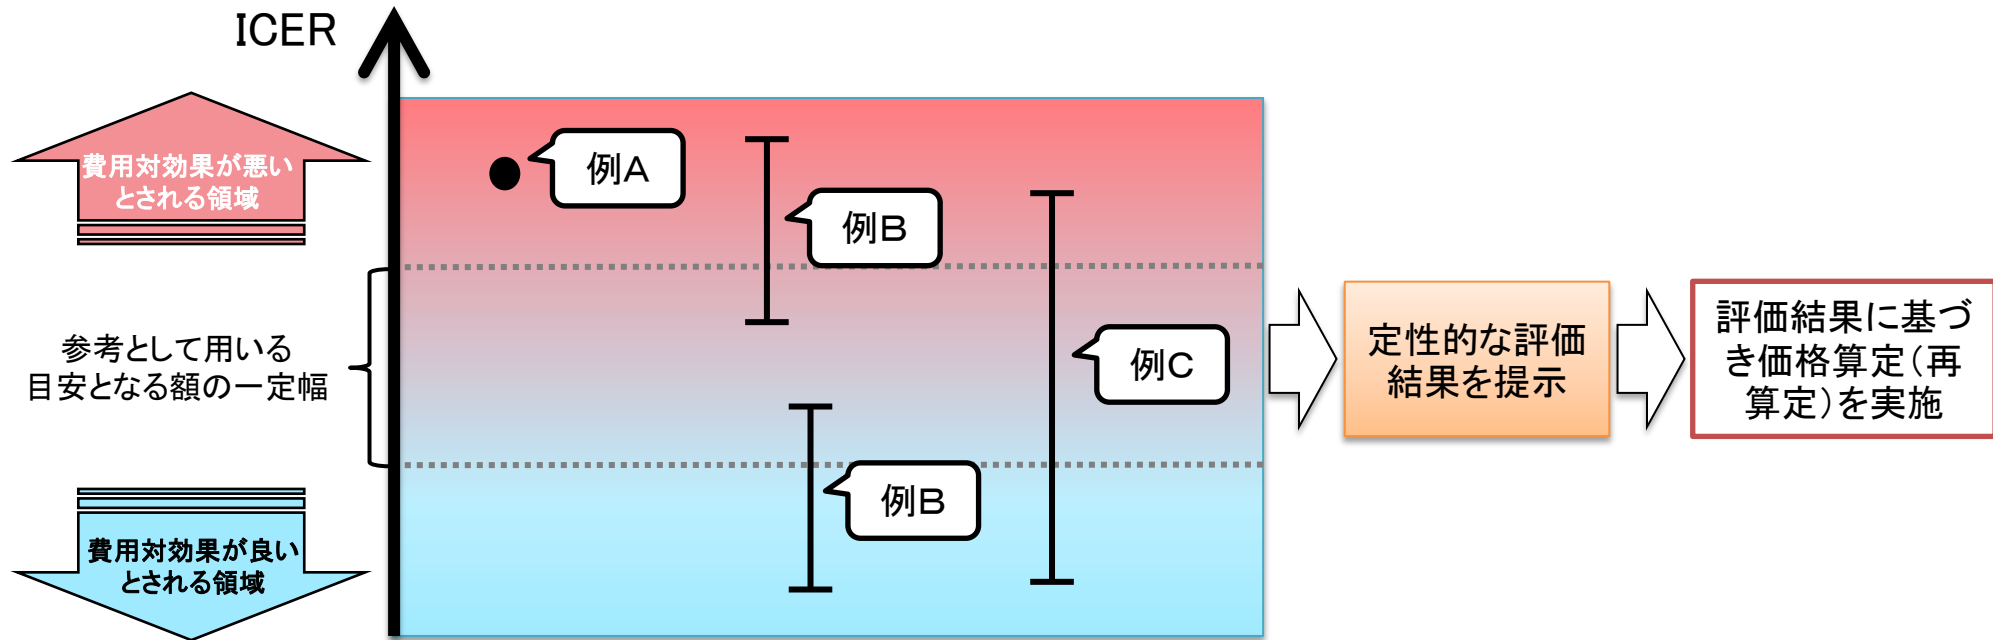 ICER
費用対効果が悪い
とされる領域
参考として用いる
目安となる額の一定幅
費用対効果が良い
とされる領域
例A
例B
例C
例B
定性的な評価
結果を提示
評価結果に基づ
き価格算定(再
算定)を実施